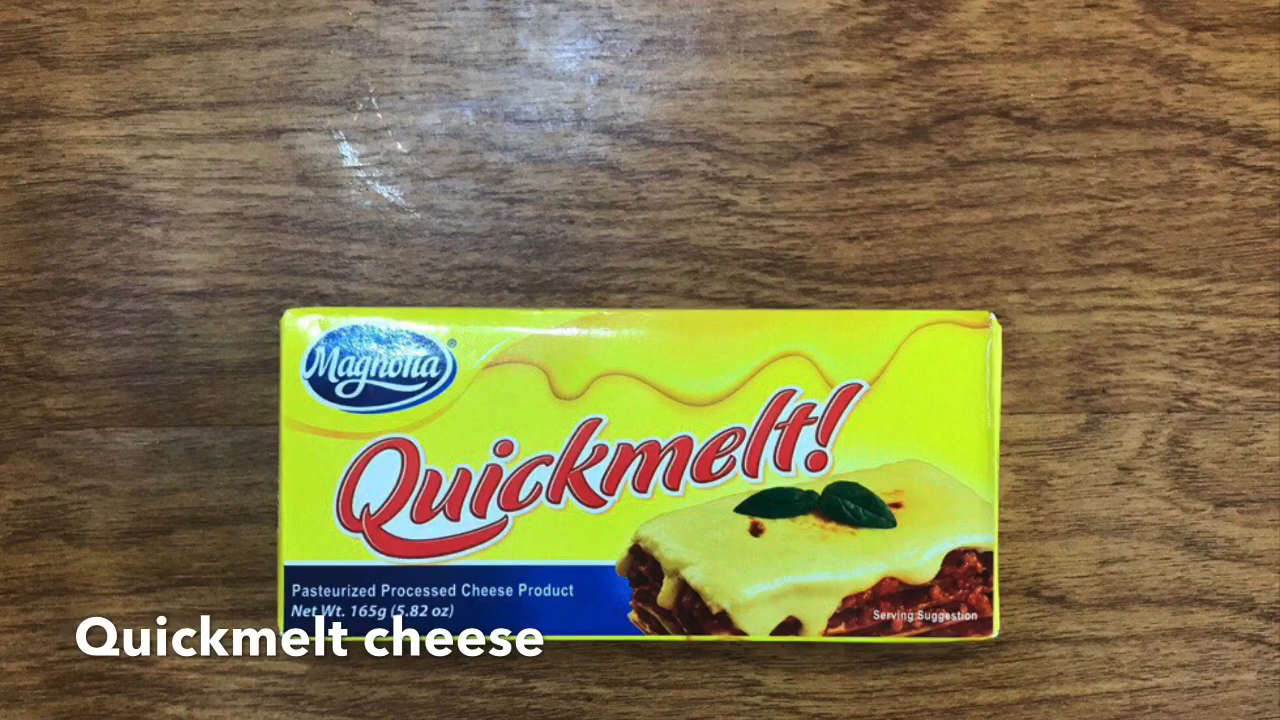 Magnolia
®
Quickmelt!
Pasteurized Processed Cheese Product
Net Wt. 165g (5.82 oz)
Serving Suggestion
Quickmelt cheese